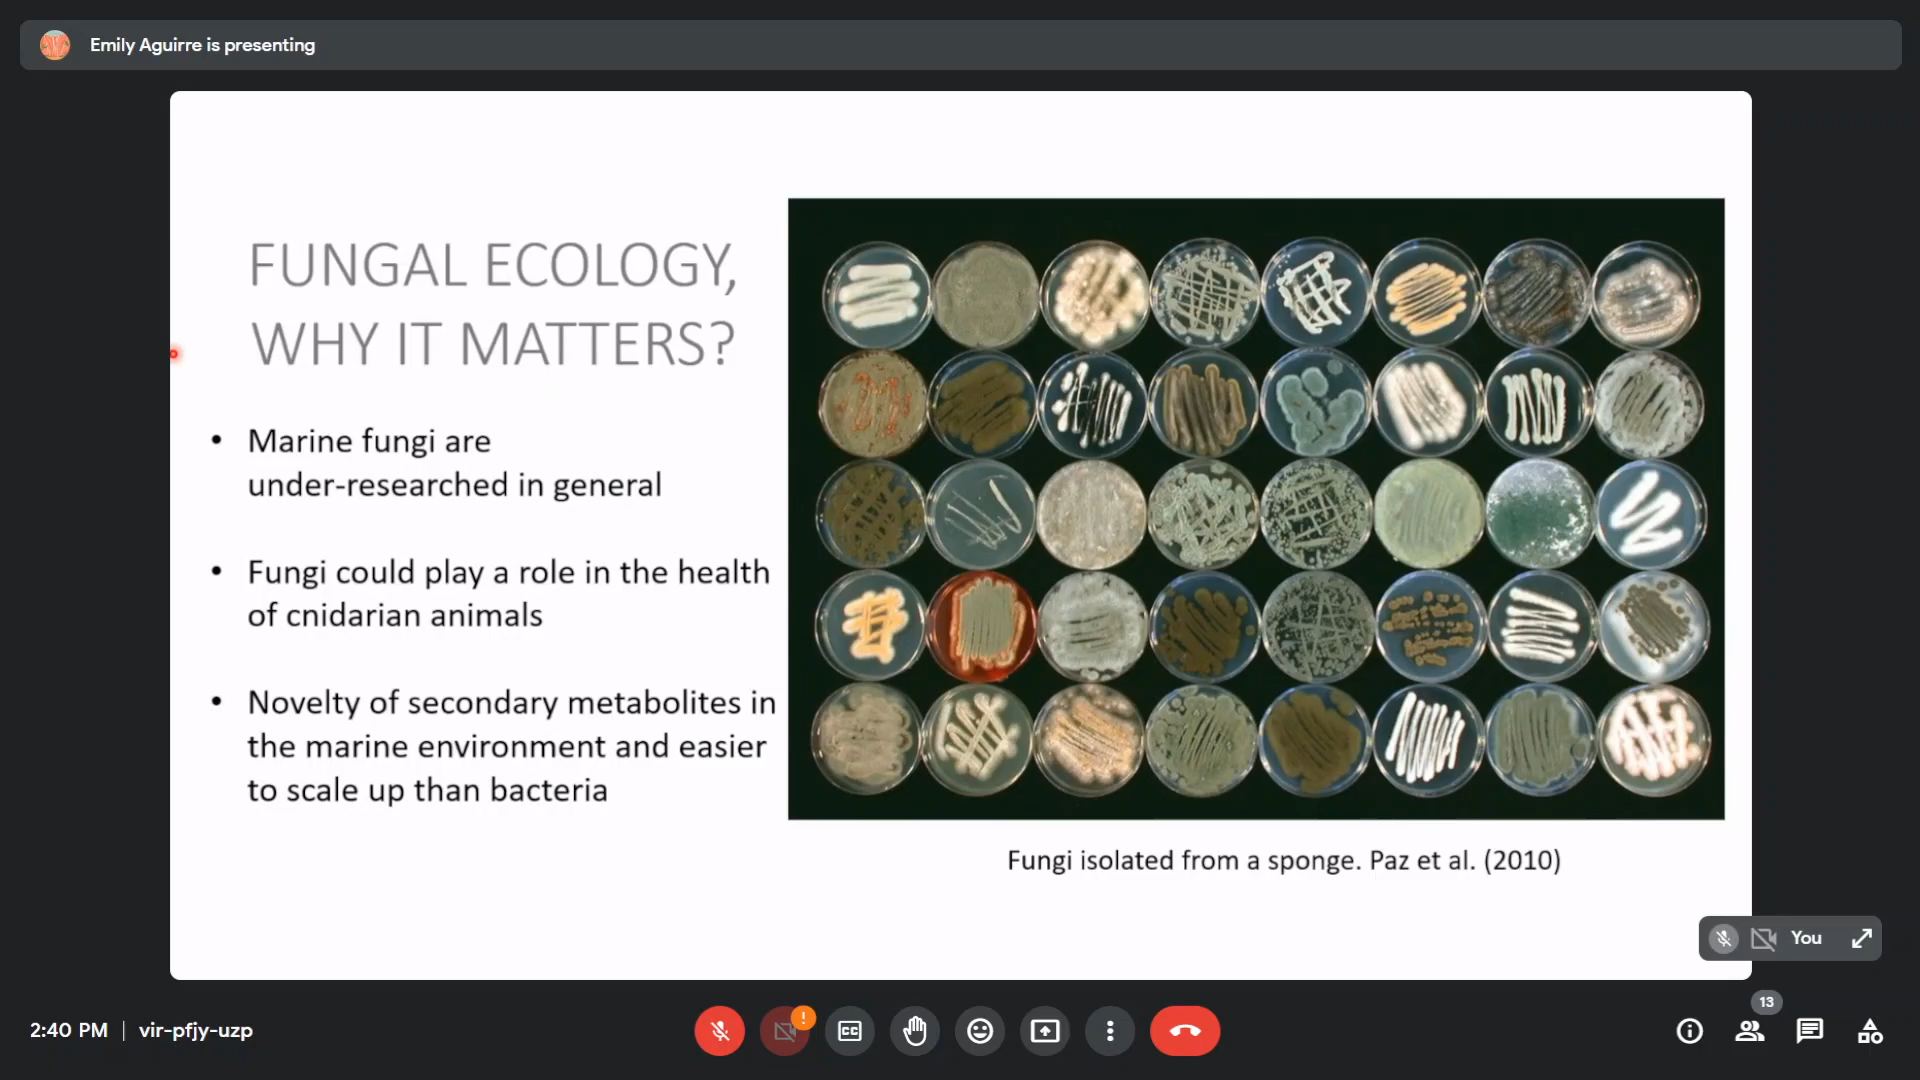 Emily Aguirre is presenting
FUNGAL ECOLOGY,
WHY IT MATTERS?
• Marine fungi are
under-researched in general
• Fungi could play a role in the health
of cnidarian animals
• Novelty of secondary metabolites in
the marine environment and easier
to scale up than bacteria
Fungi isolated from a sponge. Paz et al. (2010)
You
2:40 PM | vir-pfjy-uzp
!
CC
13